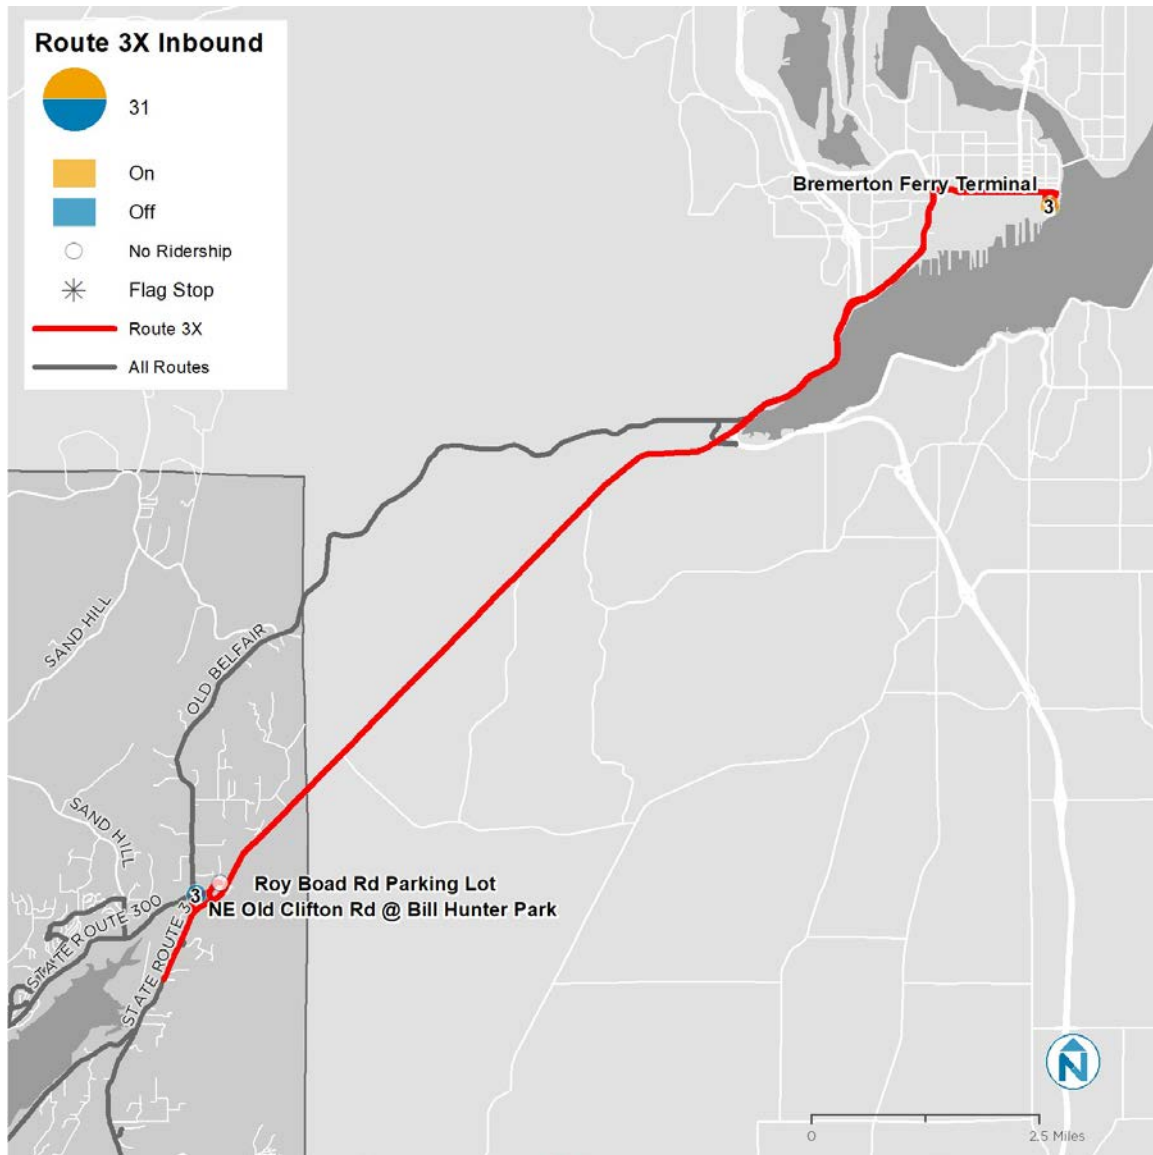 Route 3X Inbound
31
On
Off
No Ridership
Flag Stop
Route 3X
All Routes
Bremerton Ferry Terminal
3
SAND HILL
OLD BELFAIR
SAND HILL
Roy Boad Rd Parking Lot
3
NE Old Clifton Rd @ Bill Hunter Park
STATE ROUTE 300
STATE ROUTE 3
N
0
2.5 Miles